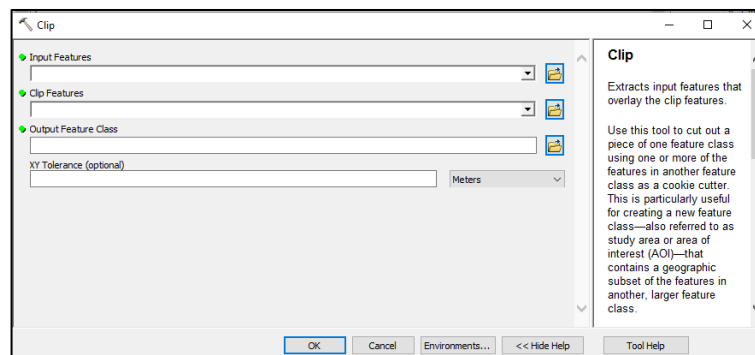 Clip
Input Features
Clip Features
Output Feature Class
XY Tolerance (optional)
Meters
OK
Cancel
Environments...
<< Hide Help
Tool Help
Clip
Extracts input features that
overlay the clip features.
Use this tool to cut out a
piece of one feature class
using one or more of the
features in another feature
class as a cookie cutter.
This is particularly useful
for creating a new feature
class—also referred to as
study area or area of
interest (AOI)—that
contains a geographic
subset of the features in
another, larger feature
class.